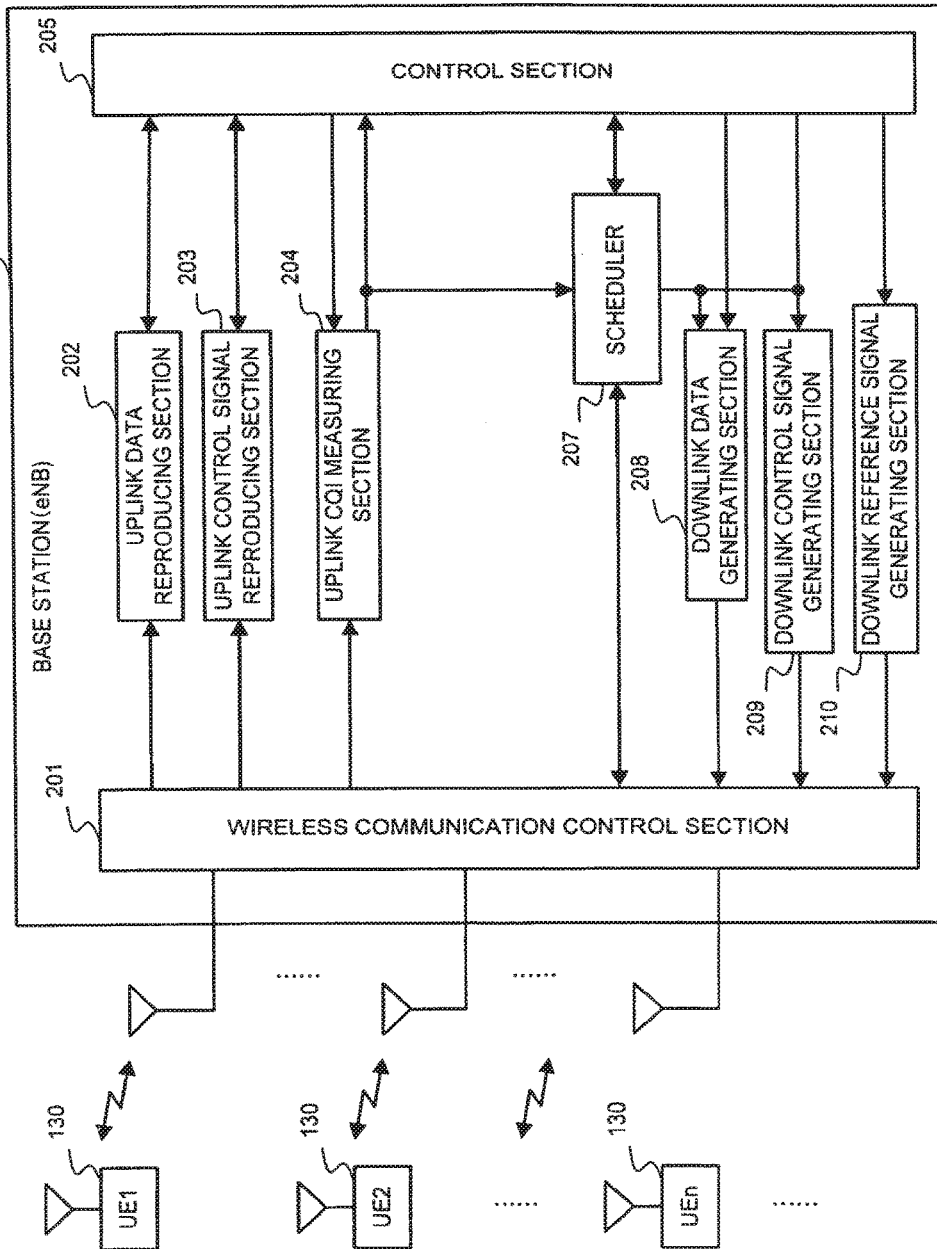 BASE STATION(eNB)
205
CONTROL SECTION
202
UPLINK DATA
REPRODUCING SECTION
203
UPLINK CONTROL SIGNAL
REPRODUCING SECTION
204
UPLINK CQI MEASURING
SECTION
SCHEDULER
207
208
DOWNLINK DATA
GENERATING SECTION
209
DOWNLINK CONTROL SIGNAL
GENERATING SECTION
210
DOWNLINK REFERENCE SIGNAL
GENERATING SECTION
201
WIRELESS COMMUNICATION CONTROL SECTION
......
......
130
UE1
130
UE2
......
130
UEn
......